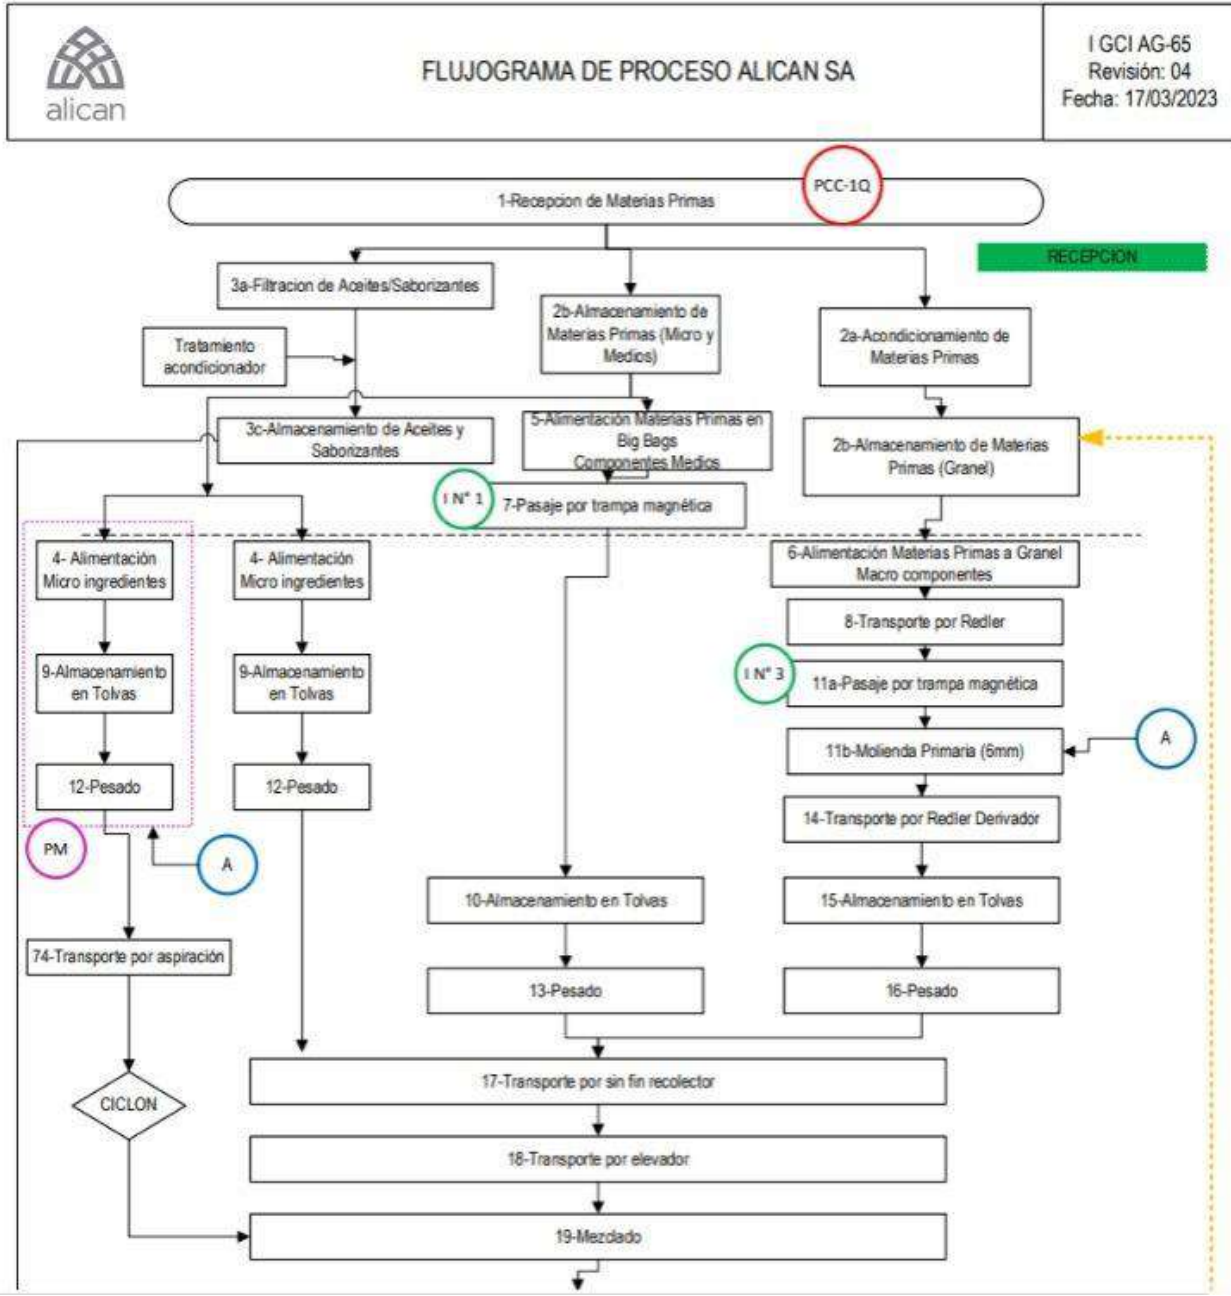 alican
FLUJOGRAMA DE PROCESO ALICAN SA
I GCI AG-65
Revisión: 04
Fecha: 17/03/2023
PCC-1Q
1-Recepcion de Materias Primas
RECEPCION
3a-Filtracion de Aceites/Saborizantes
2b-Almacenamiento de
Materias Primas (Micro y
Medios)
2a-Acondicionamiento de
Materias Primas
Tratamiento
acondicionador
3c-Almacenamiento de Aceites y
Saborizantes
5-Alimentación Materias Primas en
Big Bags
Componentes Medios
2b-Almacenamiento de Materias
Primas (Granel)
I N° 1
7-Pasaje por trampa magnética
4- Alimentación
Micro ingredientes
4- Alimentación
Micro ingredientes
6-Alimentación Materias Primas a Granel
Macro componentes
8-Transporte por Redler
9-Almacenamiento
en Tolvas
9-Almacenamiento
en Tolvas
I N° 3
11a-Pasaje por trampa magnética
11b-Molienda Primaria (6mm)
A
12-Pesado
12-Pesado
14-Transporte por Redler Derivador
PM
A
10-Almacenamiento en Tolvas
15-Almacenamiento en Tolvas
74-Transporte por aspiración
13-Pesado
16-Pesado
17-Transporte por sin fin recolector
CICLON
18-Transporte por elevador
19-Mezclado